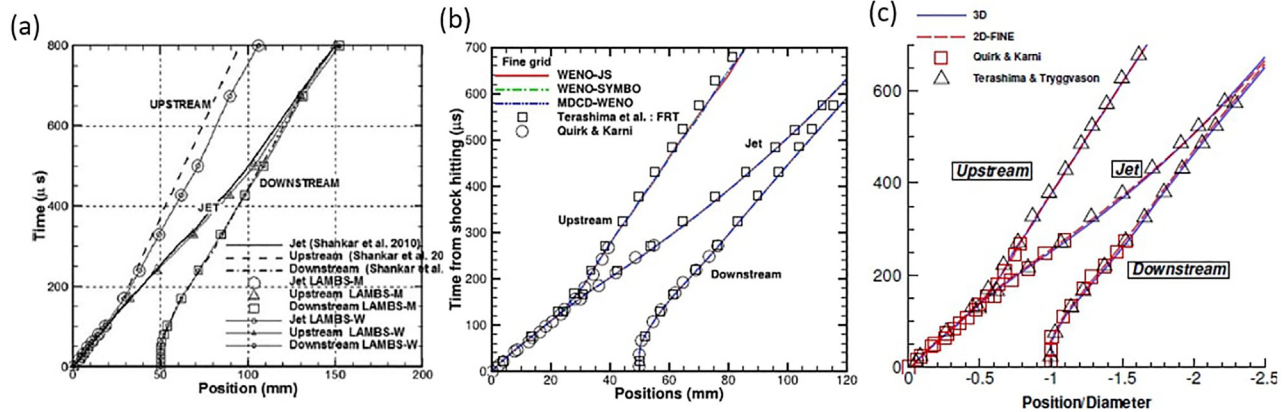 (a)
800
600
400
200
0
0
50
100
150
200
Time(μ s)
Position (mm)
UPSTREAM
DOWNSTREAM
JET
Jet (Shankar et al. 2010)
Upstream (Shankar et al. 20
Downstream (Shankar et al.
Jet LAMBS-M
Upstream LAMBS-M
Downstream LAMBS-M
Jet LAMBS-W
Upstream LAMBS-W
Downstream LAMBS-W
(b)
700
600
500
400
300
200
100
0
0
20
40
60
80
100
120
Time from shock hitting (μs)
Positions (mm)
Fine grid
WENO-JS
WENO-SYMBO
MDCD-WENO
Terashima et al. : FRT
Quirk & Karni
Jet
Upstream
Downstream
(c)
3D
2D-FINE
Quirk & Karni
Terashima & Tryggvason
600
400
200
0
0
-0.5
-1
-1.5
-2
-2.5
Position/Diameter
Upstream
Jet
Downstream